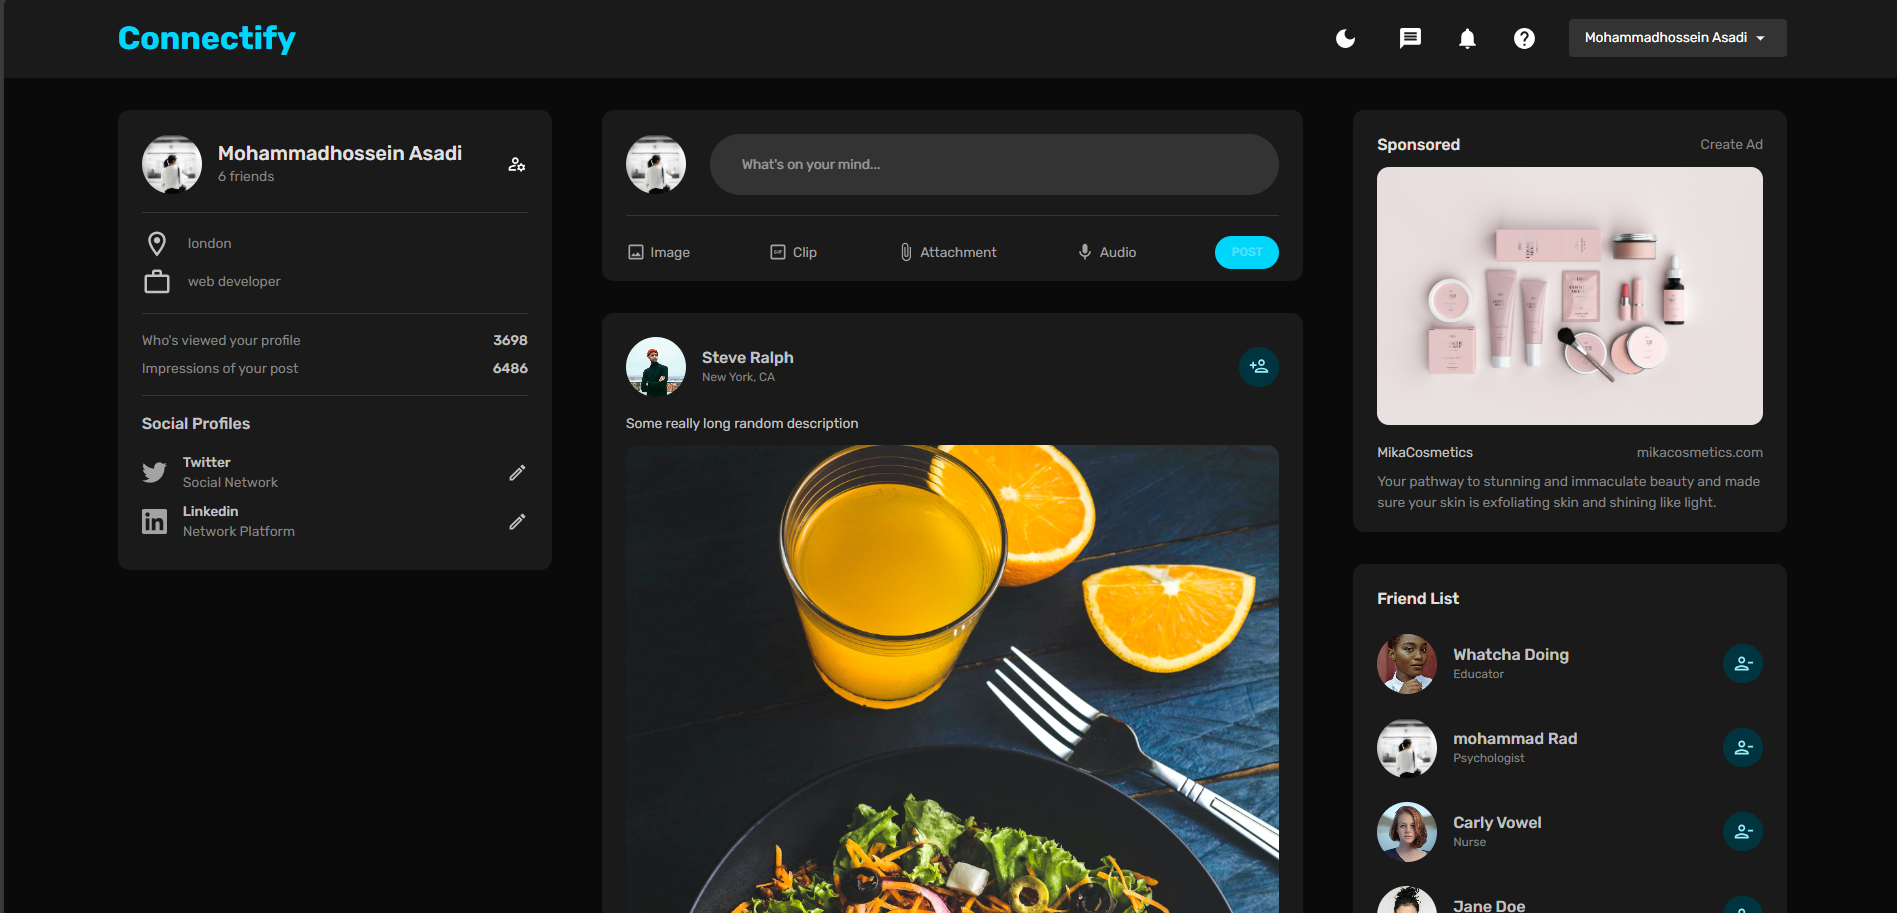 Connectify
Mohammadhossein Asadi
Mohammadhossein Asadi
6 friends
london
web developer
Who's viewed your profile 3698
Impressions of your post 6486
Social Profiles
Twitter
Social Network
Linkedin
Network Platform
What's on your mind...
Image Clip Attachment Audio POST
Steve Ralph
New York, CA
Some really long random description
Sponsored Create Ad
MikaCosmetics mikacosmetics.com
Your pathway to stunning and immaculate beauty and made
sure your skin is exfoliating skin and shining like light.
Friend List
Whatcha Doing
Educator
mohammad Rad
Psychologist
Carly Vowel
Nurse
Jane Doe